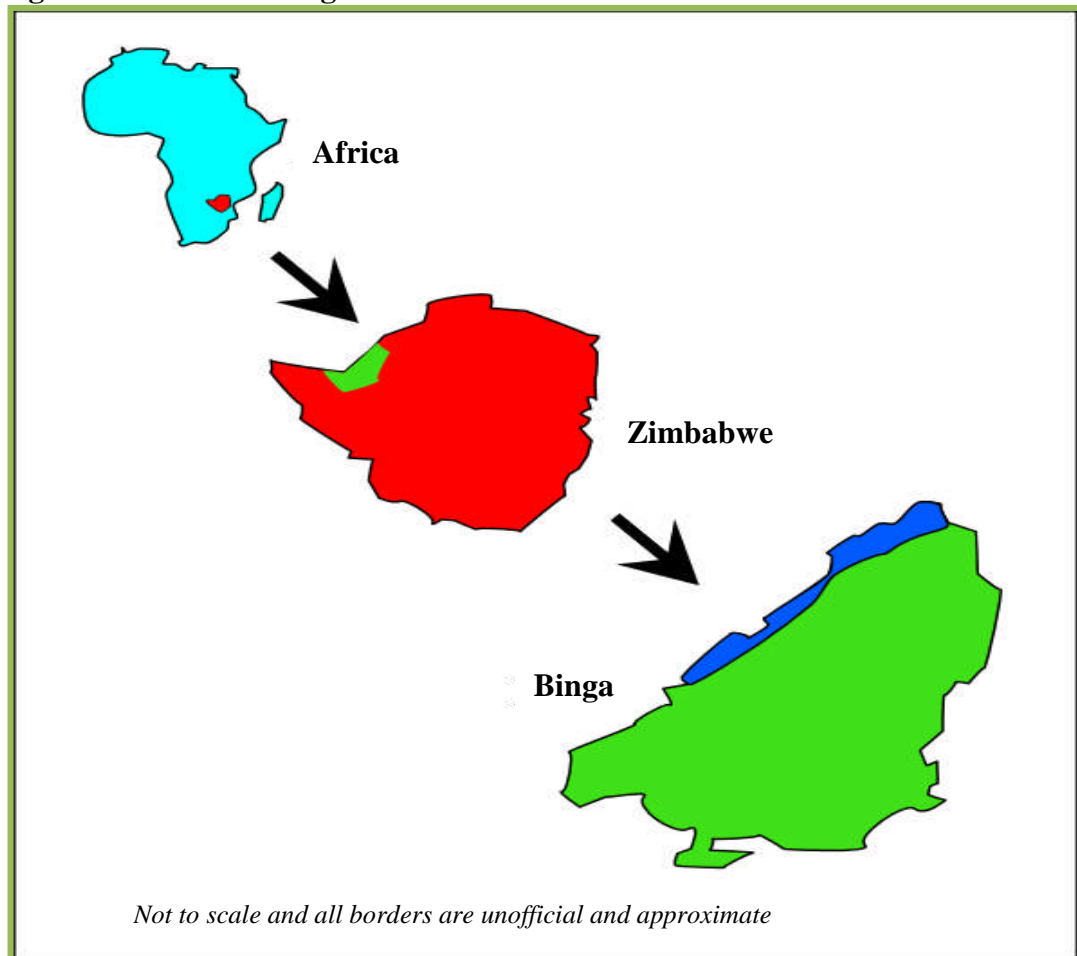 Africa
Zimbabwe
Binga
Not to scale and all borders are unofficial and approximate